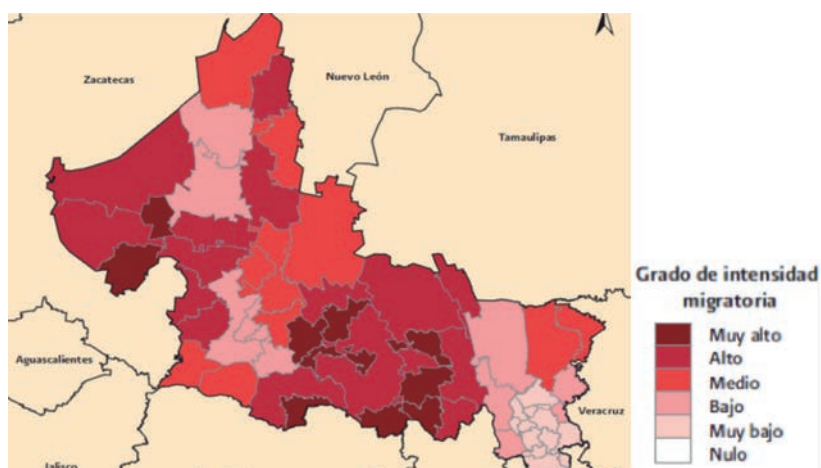 Zacatecas
Nuevo León
Tamaulipas
Aguascalientes
Veracruz
Jalisco
Grado de intensidad
migratoria
Muy alto
Alto
Medio
Bajo
Muy bajo
Nulo